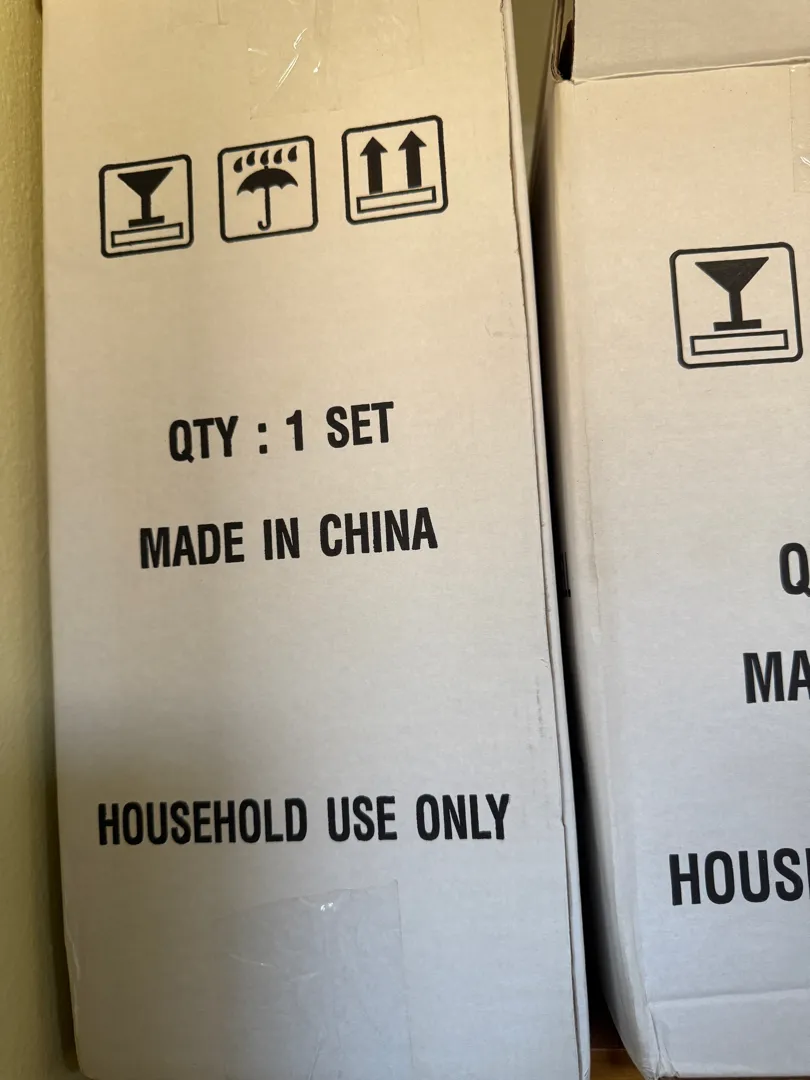 QTY : 1 SET
MADE IN CHINA
HOUSEHOLD USE ONLY